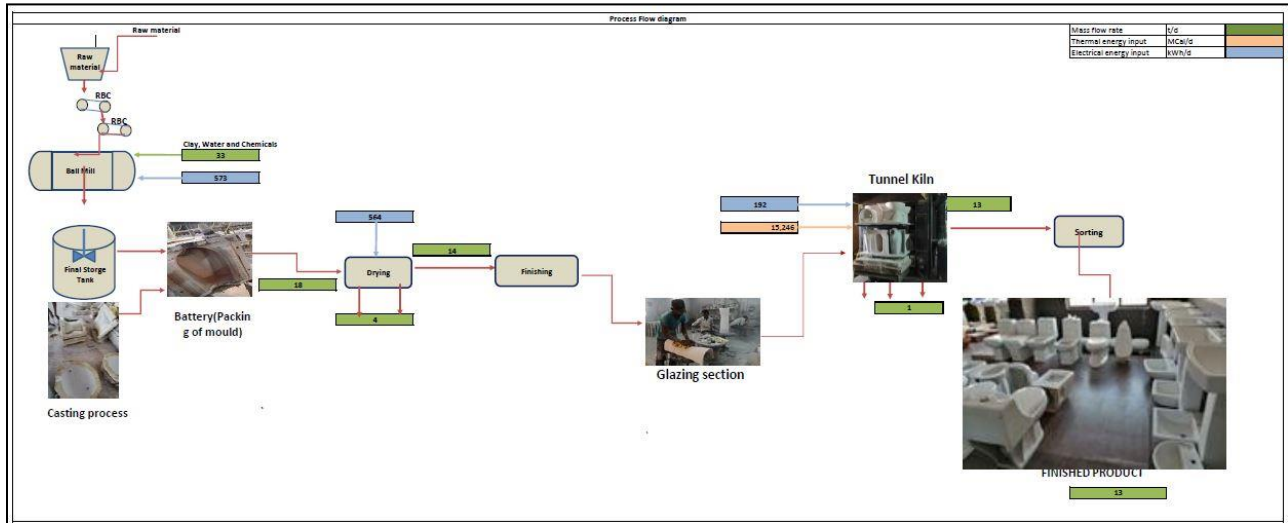 Process Flow diagram
Raw material
Mass flow rate t/d
Thermal energy input MCal/d
Electrical energy input kWh/d
Raw
material
RBC
RBC
Clay, Water and Chemicals
33
Ball Mill
573
Tunnel Kiln
564
192
13
15,246
Sorting
14
Final Storge
Tank
Drying
Finishing
18
Battery(Packin
g of mould)
4
1
Glazing section
Casting process
FINISHED PRODUCT
13